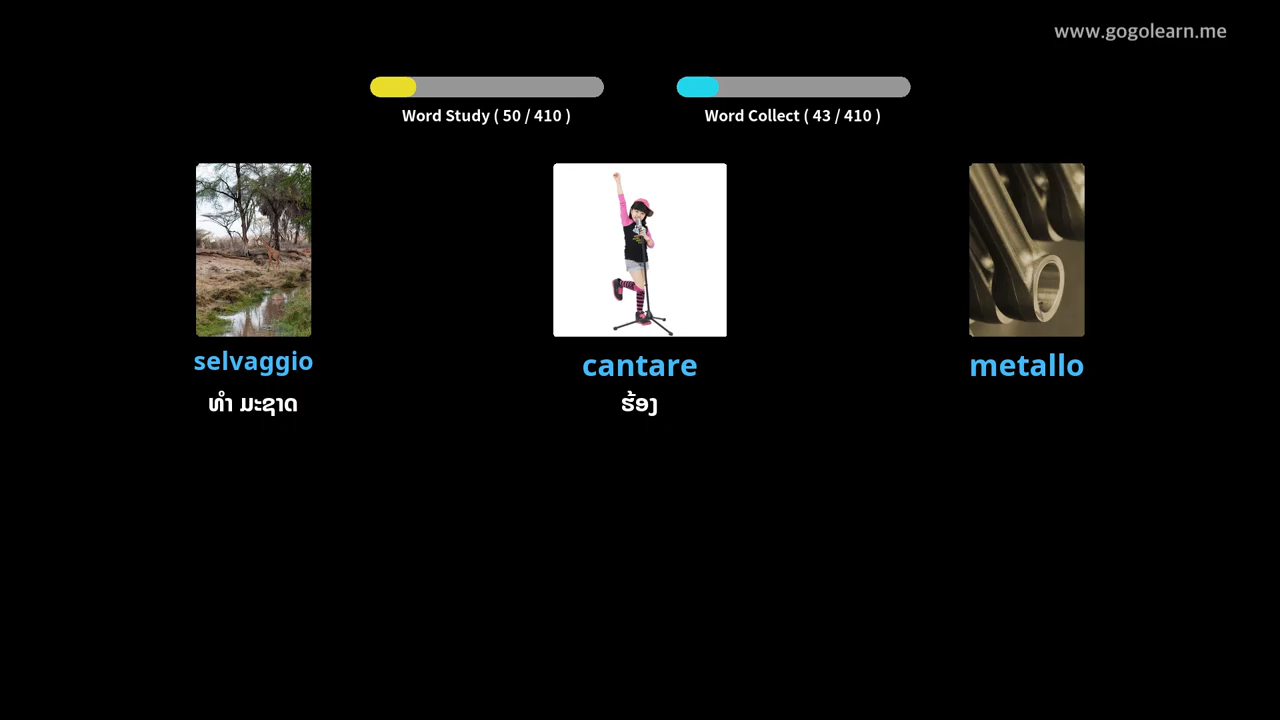 www.gogolearn.me
Word Study ( 50 / 410 )
Word Collect ( 43 / 410 )
selvaggio
ທຳ ມະຊາດ
cantare
ຮ້ອງ
metallo